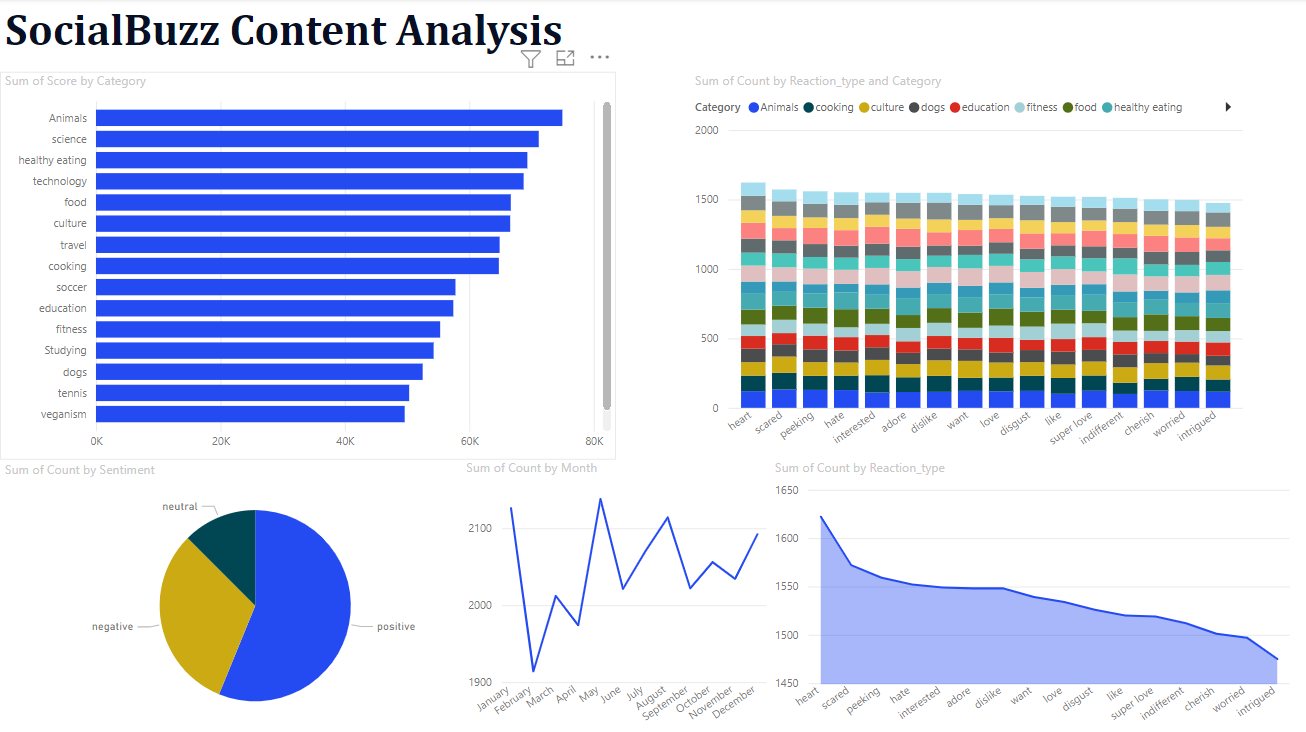 SocialBuzz Content Analysis
Sum of Score by Category
Animals
science
healthy eating
technology
food
culture
travel
cooking
soccer
education
fitness
Studying
dogs
tennis
veganism
0K 20K 40K 60K 80K
Sum of Count by Reaction_type and Category
Category Animals cooking culture dogs education fitness food healthy eating
2000
1500
1000
500
0
heart scared peeking hate interested adore dislike want love disgust like super love indifferent cherish worried intrigued
Sum of Count by Sentiment
neutral
negative
positive
Sum of Count by Month
2100
2000
1900
January February March April May June July August September October November December
Sum of Count by Reaction_type
1650
1600
1550
1500
1450
heart scared peeking hate interested adore dislike want love disgust like super love indifferent cherish worried intrigued